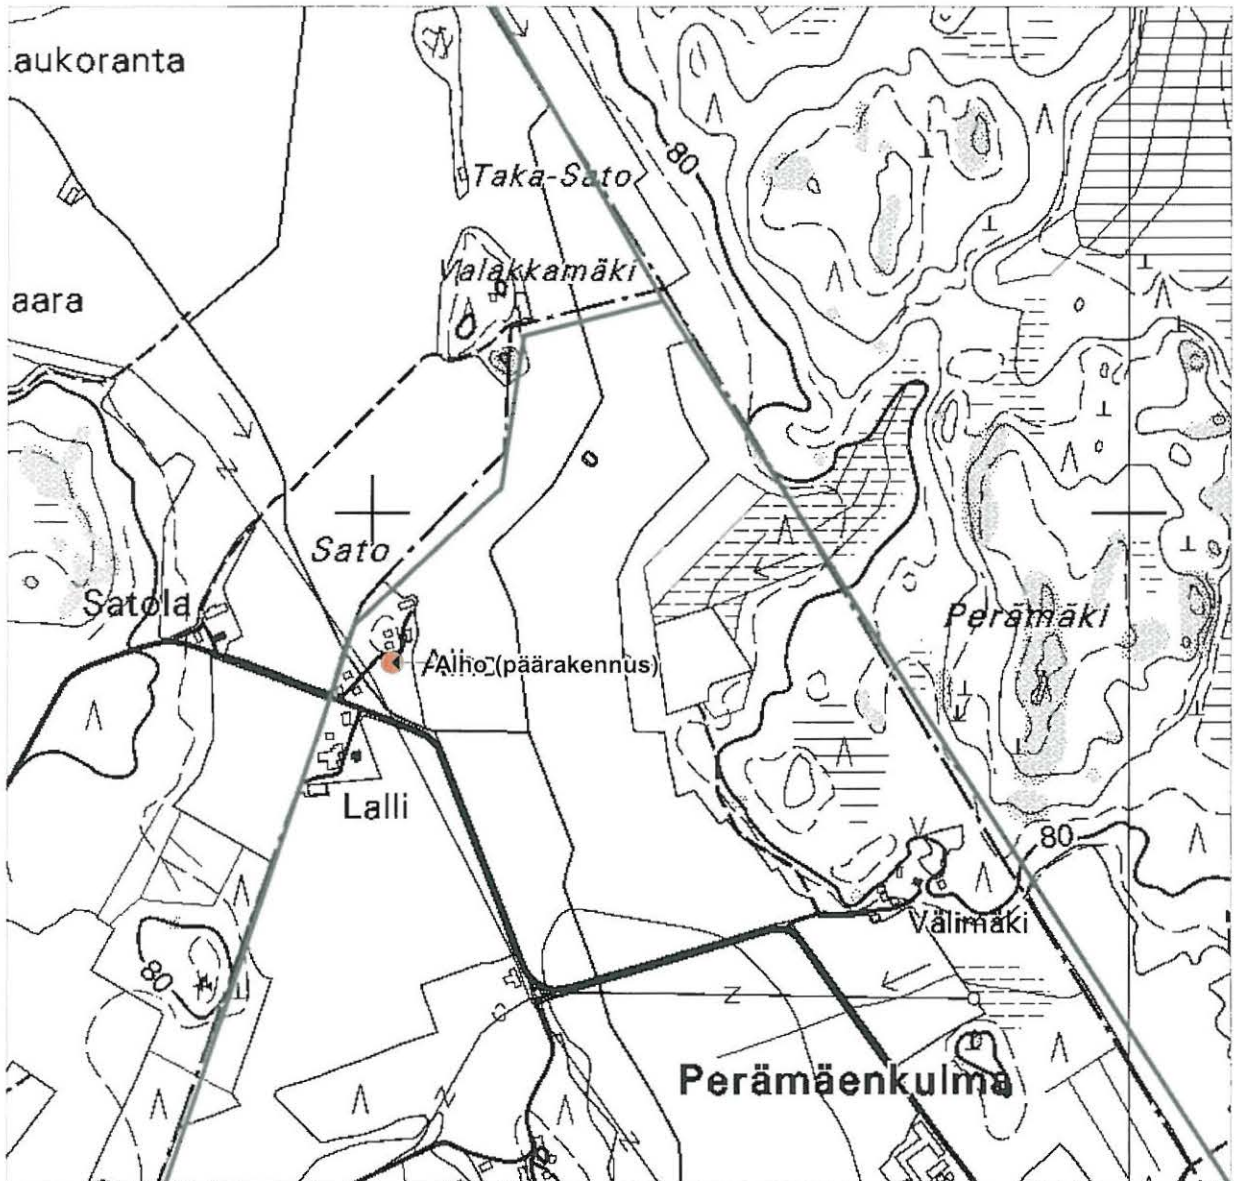 aukoranta
80
Taka-Sato
Valakkamäki
aara
Sato
Satola
Perämäki
Alho (päärakennus)
Lalli
80
Välimäki
80
Perämäenkulma